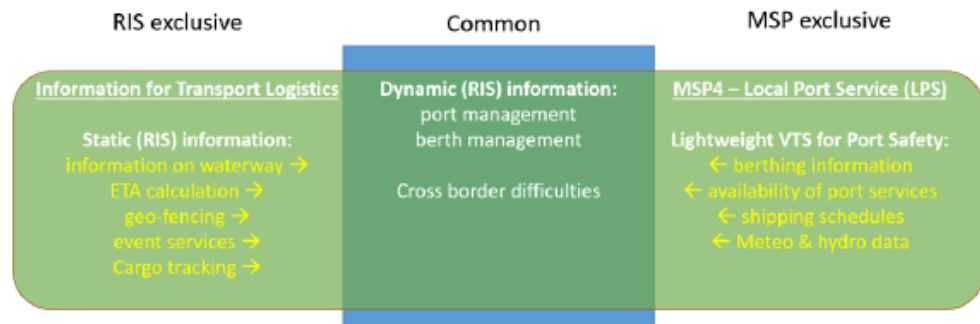 RIS exclusive
Common
MSP exclusive
Information for Transport Logistics
Static (RIS) information:
information on waterway →
ETA calculation →
geo-fencing →
event services →
Cargo tracking →
Dynamic (RIS) information:
port management
berth management
Cross border difficulties
MSP4 – Local Port Service (LPS)
Lightweight VTS for Port Safety:
← berthing information
← availability of port services
← shipping schedules
← Meteo & hydro data